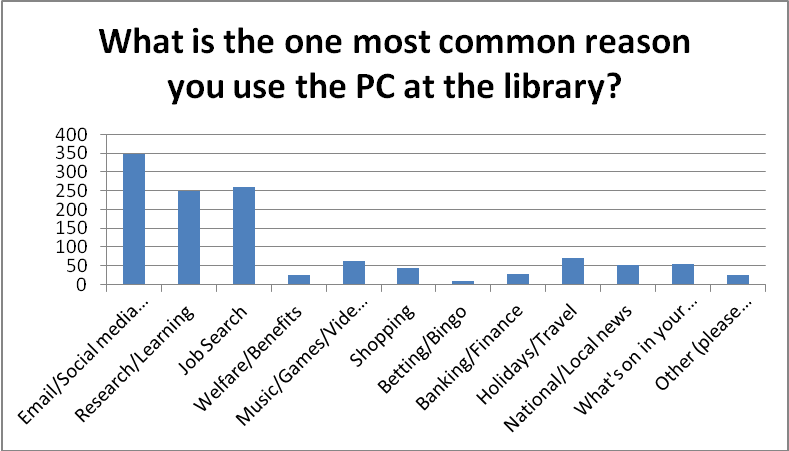 What is the one most common reason
you use the PC at the library?
400
350
300
250
200
150
100
50
0
Email/Social media...
Research/Learning
Job Search
Welfare/Benefits
Music/Games/Vide...
Shopping
Betting/Bingo
Banking/Finance
Holidays/Travel
National/Local news
What's on in your...
Other (please...